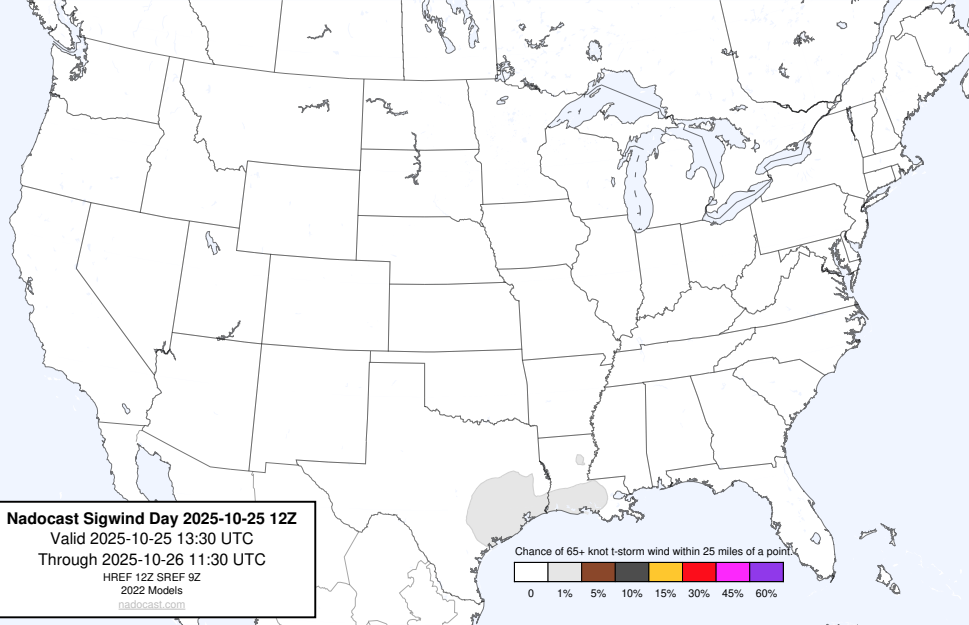 Nadocast Sigwind Day 2025-10-25 12Z
Valid 2025-10-25 13:30 UTC
Through 2025-10-26 11:30 UTC
HREF 12Z SREF 9Z
2022 Models
nadocast.com
Chance of 65+ knot t-storm wind within 25 miles of a point.
0 1% 5% 10% 15% 30% 45% 60%